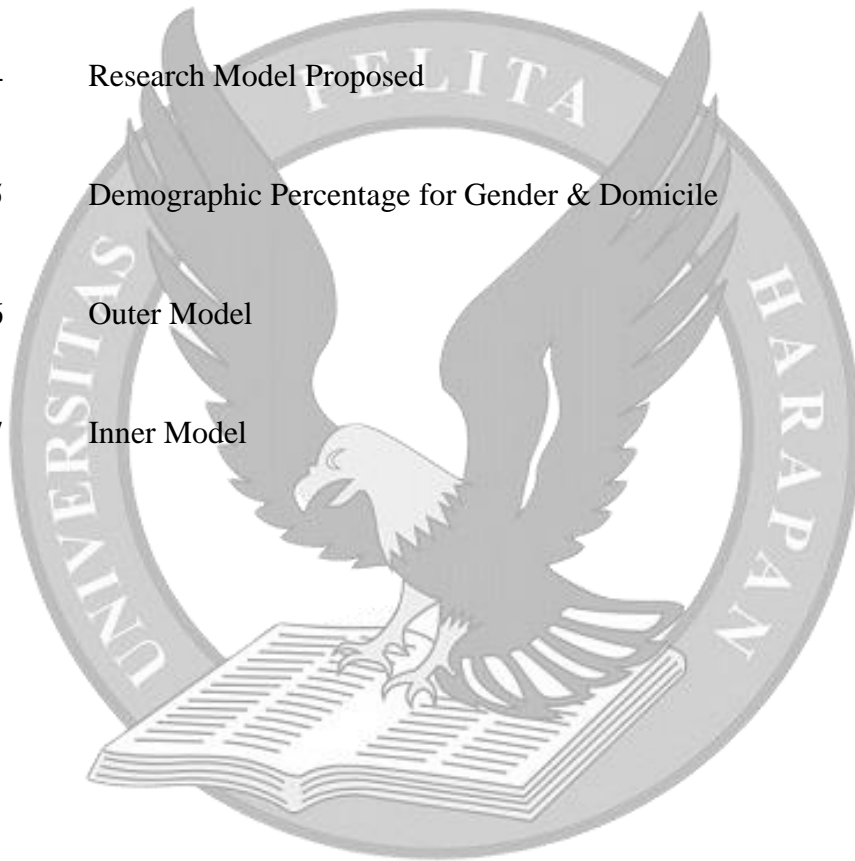 Research Model Proposed
Demographic Percentage for Gender & Domicile
Outer Model
Inner Model
UNIVERSITAS PELITA HARAPAN